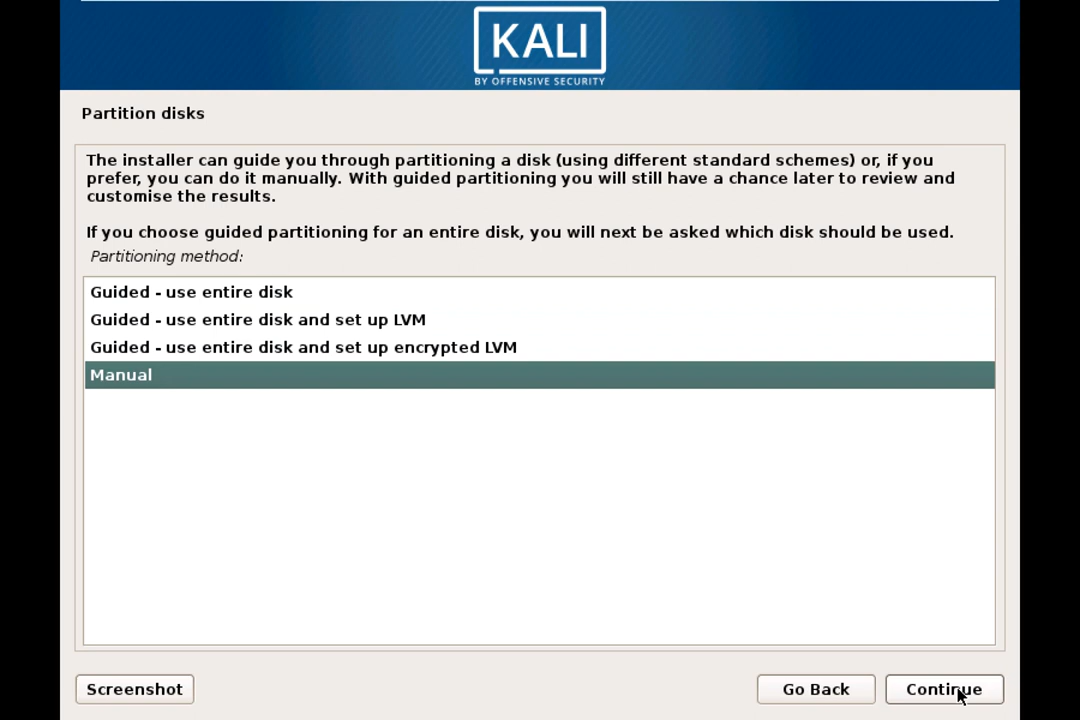 KALI
BY OFFENSIVE SECURITY
Partition disks
The installer can guide you through partitioning a disk (using different standard schemes) or, if you
prefer, you can do it manually. With guided partitioning you will still have a chance later to review and
customise the results.
If you choose guided partitioning for an entire disk, you will next be asked which disk should be used.
Partitioning method:
Guided - use entire disk
Guided - use entire disk and set up LVM
Guided - use entire disk and set up encrypted LVM
Manual
Screenshot
Go Back
Continue